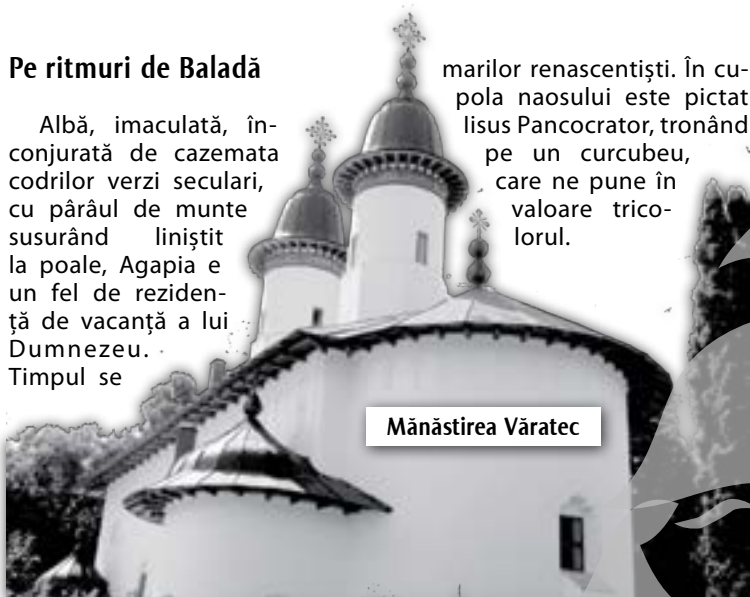 Pe ritmuri de Baladă
Albă, imaculată, în-
conjurată de cazemata
codrilor verzi seculari,
cu pârâul de munte
susurând liniștit
la poale, Agapia e
un fel de reziden-
ță de vacanță a lui
Dumnezeu.
Timpul se
marilor renascentiști. În cu-
pola naosului este pictat
Iisus Pancocrator, tronând
pe un curcubeu,
care ne pune în
valoare trico-
lorul.
Mănăstirea Văratec